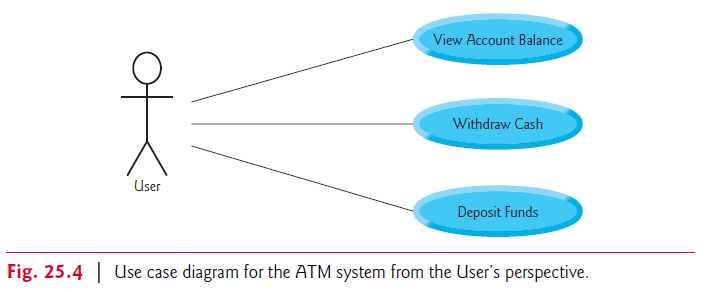 View Account Balance
Withdraw Cash
User
Deposit Funds
Fig. 25.4 | Use case diagram for the ATM system from the User's perspective.